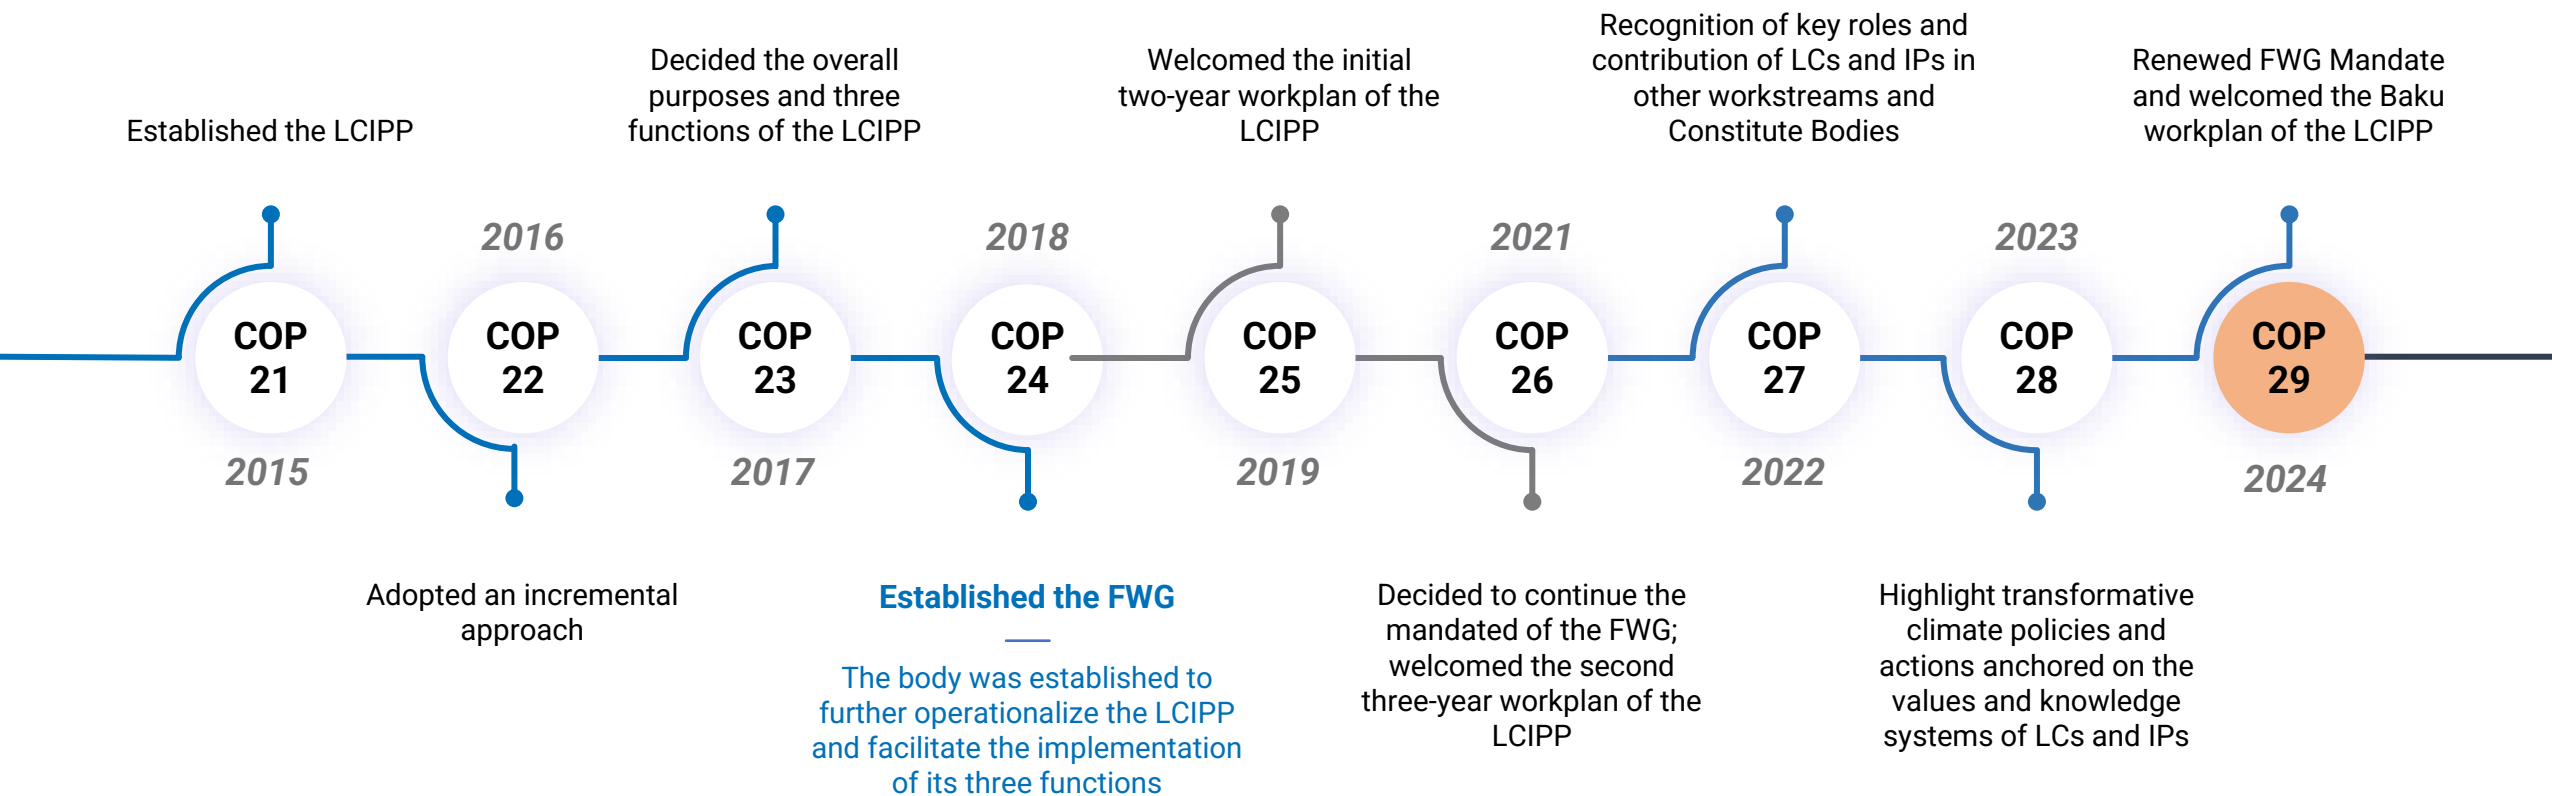 Established the LCIPP
COP
21
2015
2016
COP
22
Adopted an incremental
approach
Decided the overall
purposes and three
functions of the LCIPP
COP
23
2017
2018
COP
24
Established the FWG
The body was established to
further operationalize the LCIPP
and facilitate the implementation
of its three functions
Welcomed the initial
two-year workplan of the
LCIPP
COP
25
2019
2021
COP
26
Decided to continue the
mandated of the FWG;
welcomed the second
three-year workplan of the
LCIPP
Recognition of key roles and
contribution of LCs and IPs in
other workstreams and
Constitute Bodies
COP
27
2022
2023
COP
28
Highlight transformative
climate policies and
actions anchored on the
values and knowledge
systems of LCs and IPs
Renewed FWG Mandate
and welcomed the Baku
workplan of the LCIPP
COP
29
2024